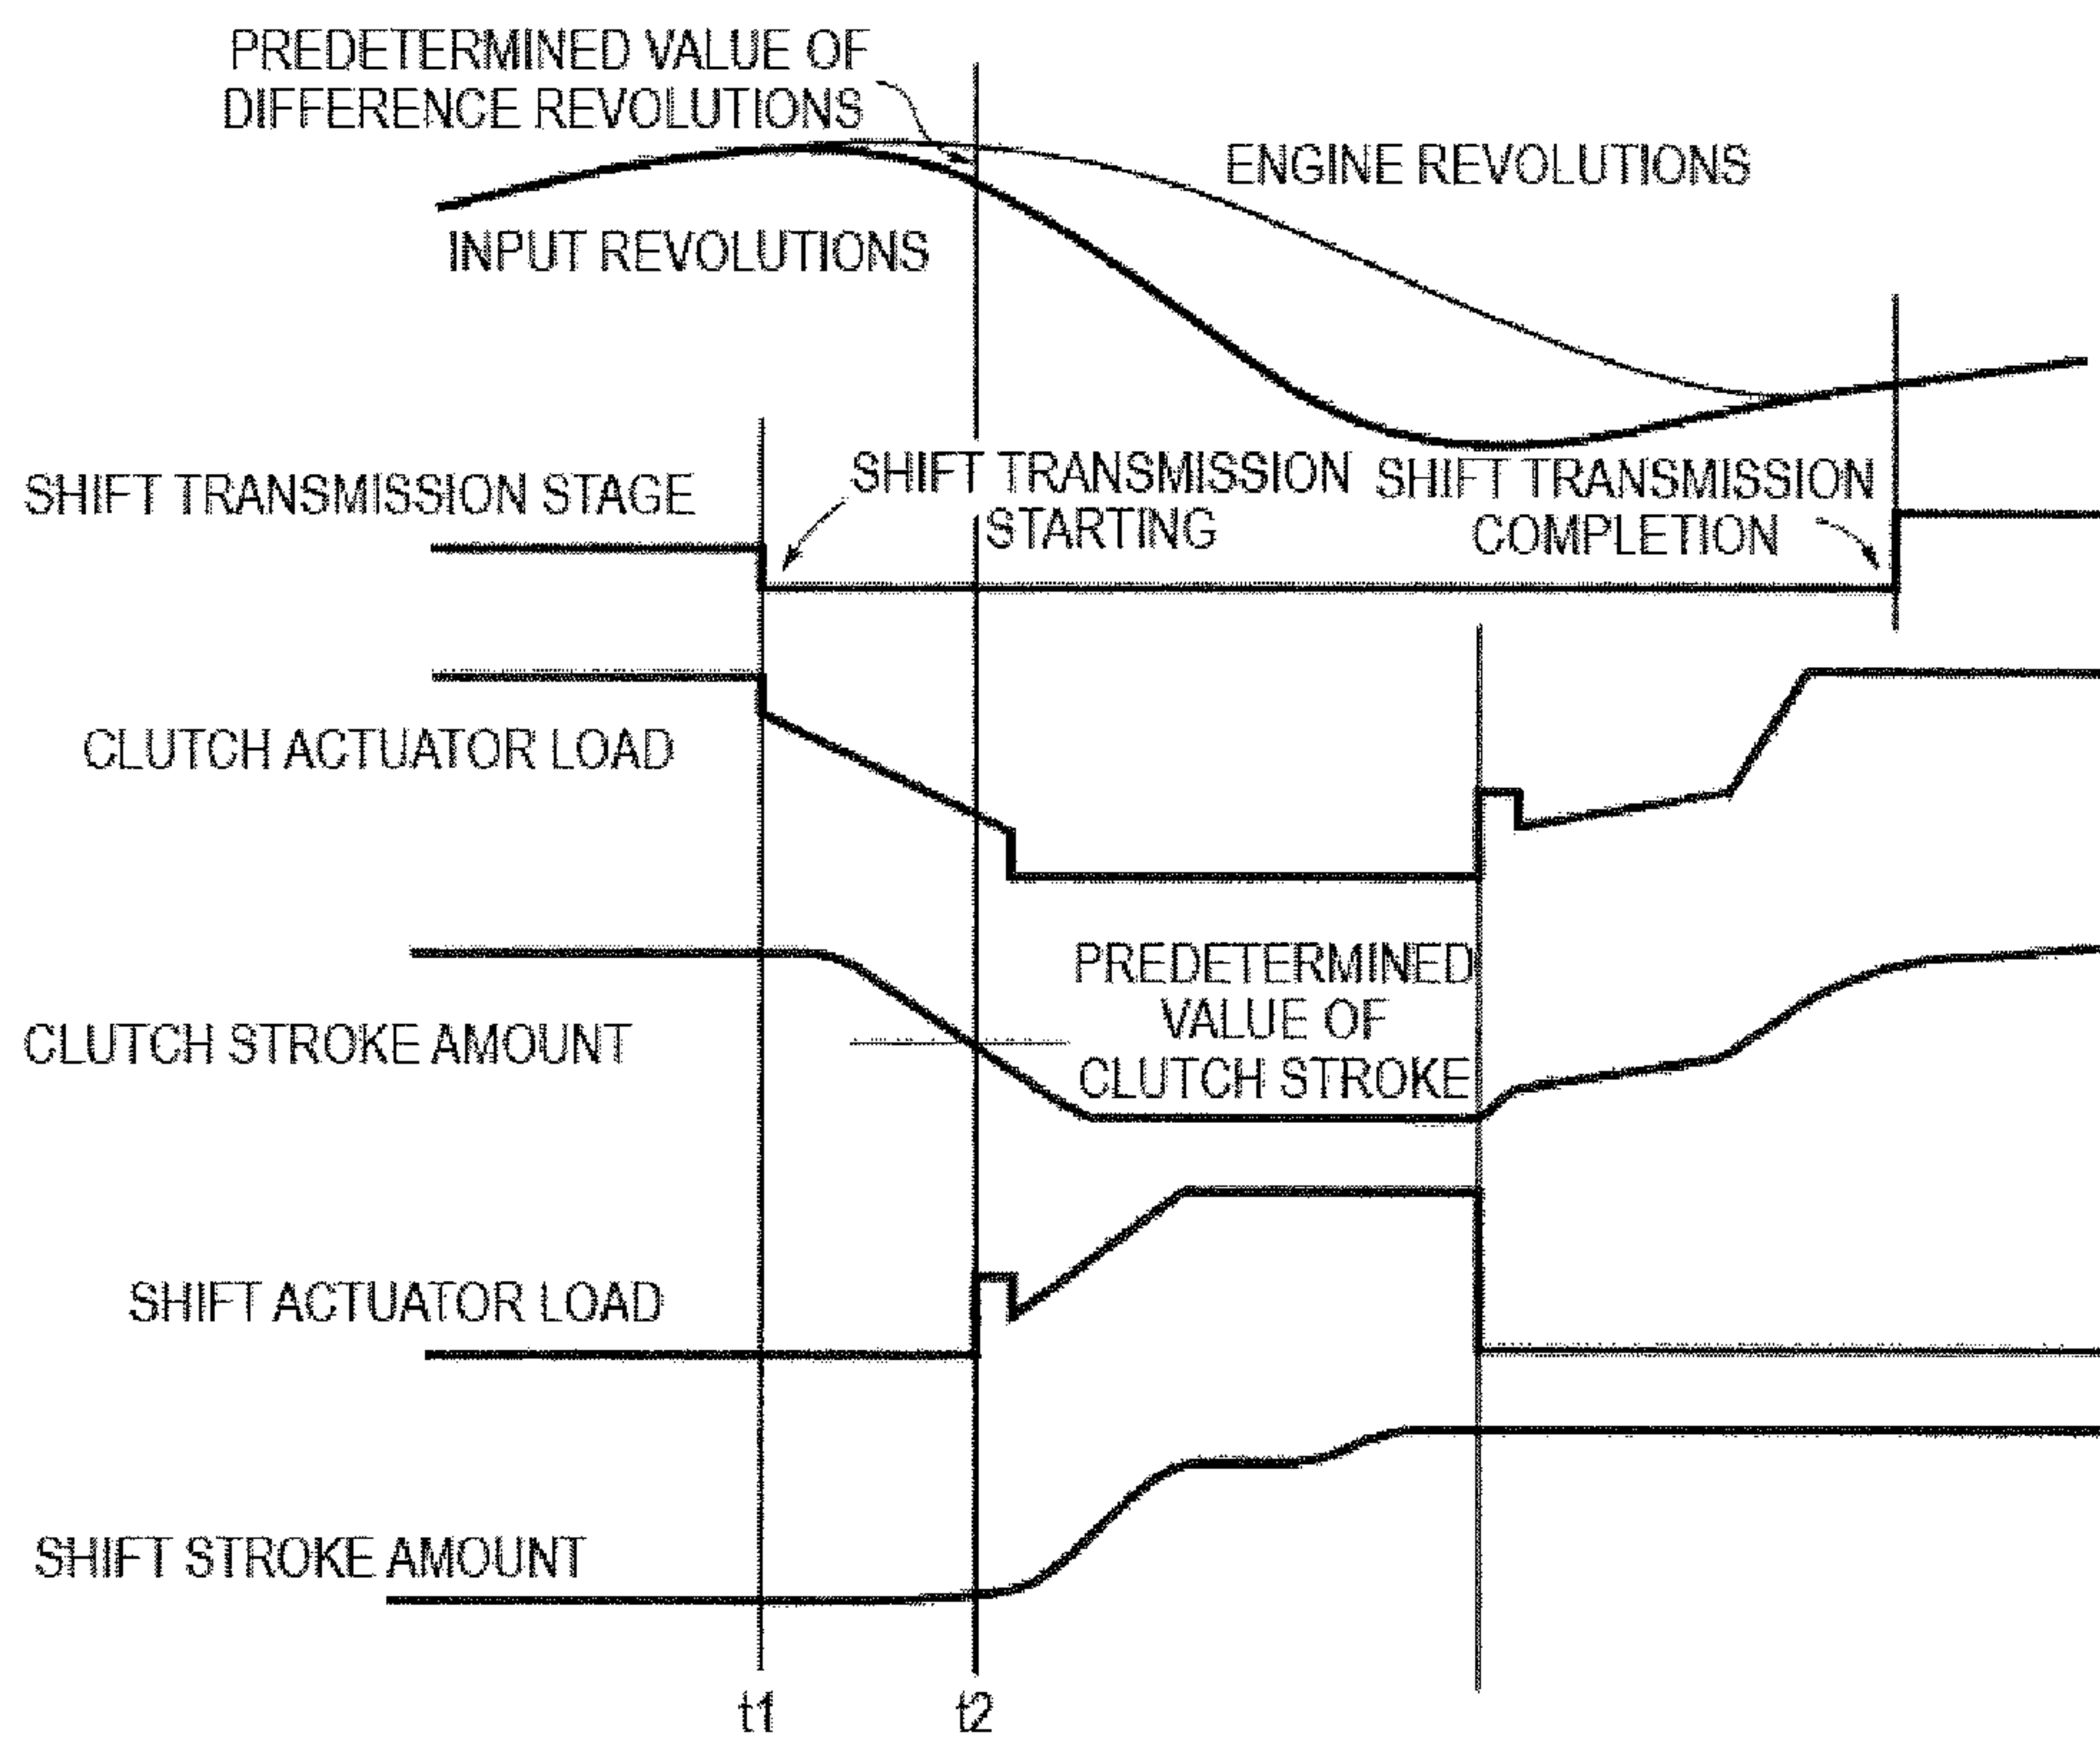 PREDETERMINED VALUE OF
DIFFERENCE REVOLUTIONS
ENGINE REVOLUTIONS
INPUT REVOLUTIONS
SHIFT TRANSMISSION STAGE
SHIFT TRANSMISSION
STARTING
SHIFT TRANSMISSION
COMPLETION
CLUTCH ACTUATOR LOAD
PREDETERMINED
VALUE OF
CLUTCH STROKE
CLUTCH STROKE AMOUNT
SHIFT ACTUATOR LOAD
SHIFT STROKE AMOUNT
t1
t2